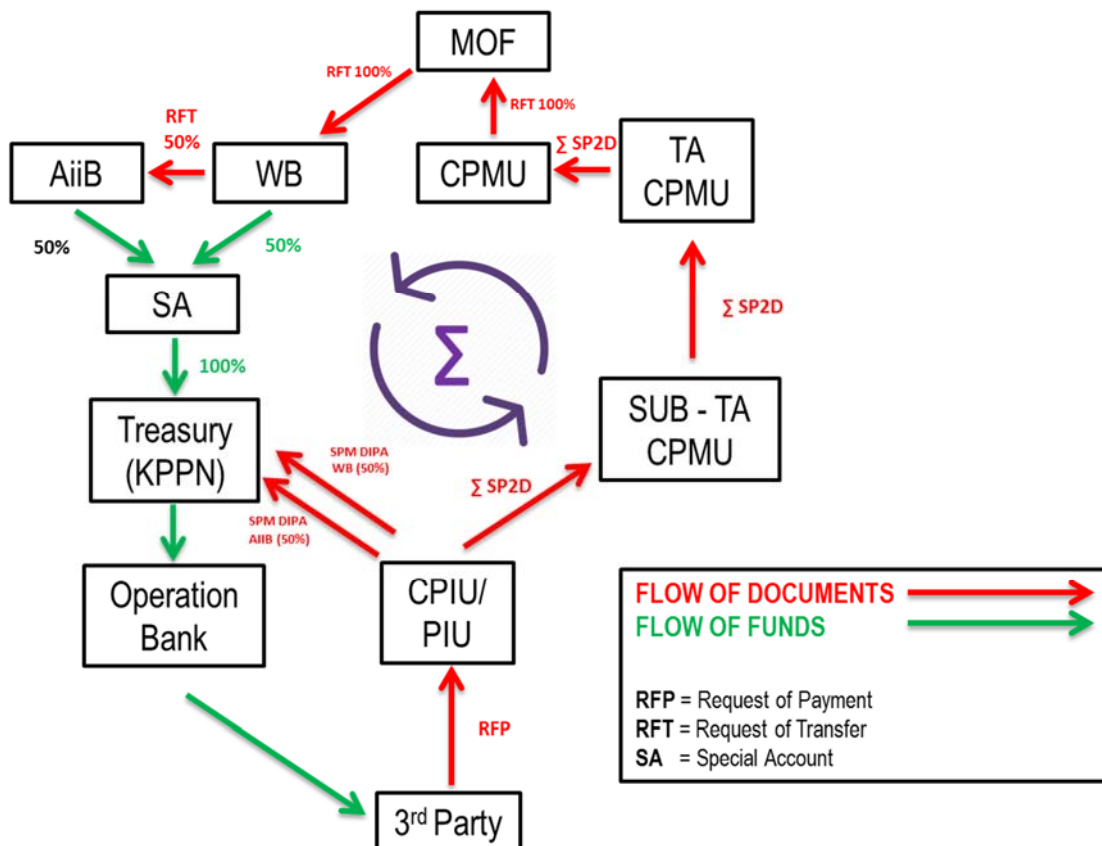 MOF
RFT 100%
RFT 100%
RFT
50%
∑ SP2D
TA
CPMU
AiiB
WB
CPMU
50%
50%
SA
∑ SP2D
Σ
100%
Treasury
(KPPN)
SPM DIPA
WB (50%)
SPM DIPA
AIIB (50%)
∑ SP2D
SUB - TA
CPMU
Operation
Bank
CPIU/
PIU
FLOW OF DOCUMENTS
FLOW OF FUNDS
RFP = Request of Payment
RFT = Request of Transfer
SA = Special Account
RFP
3rd Party